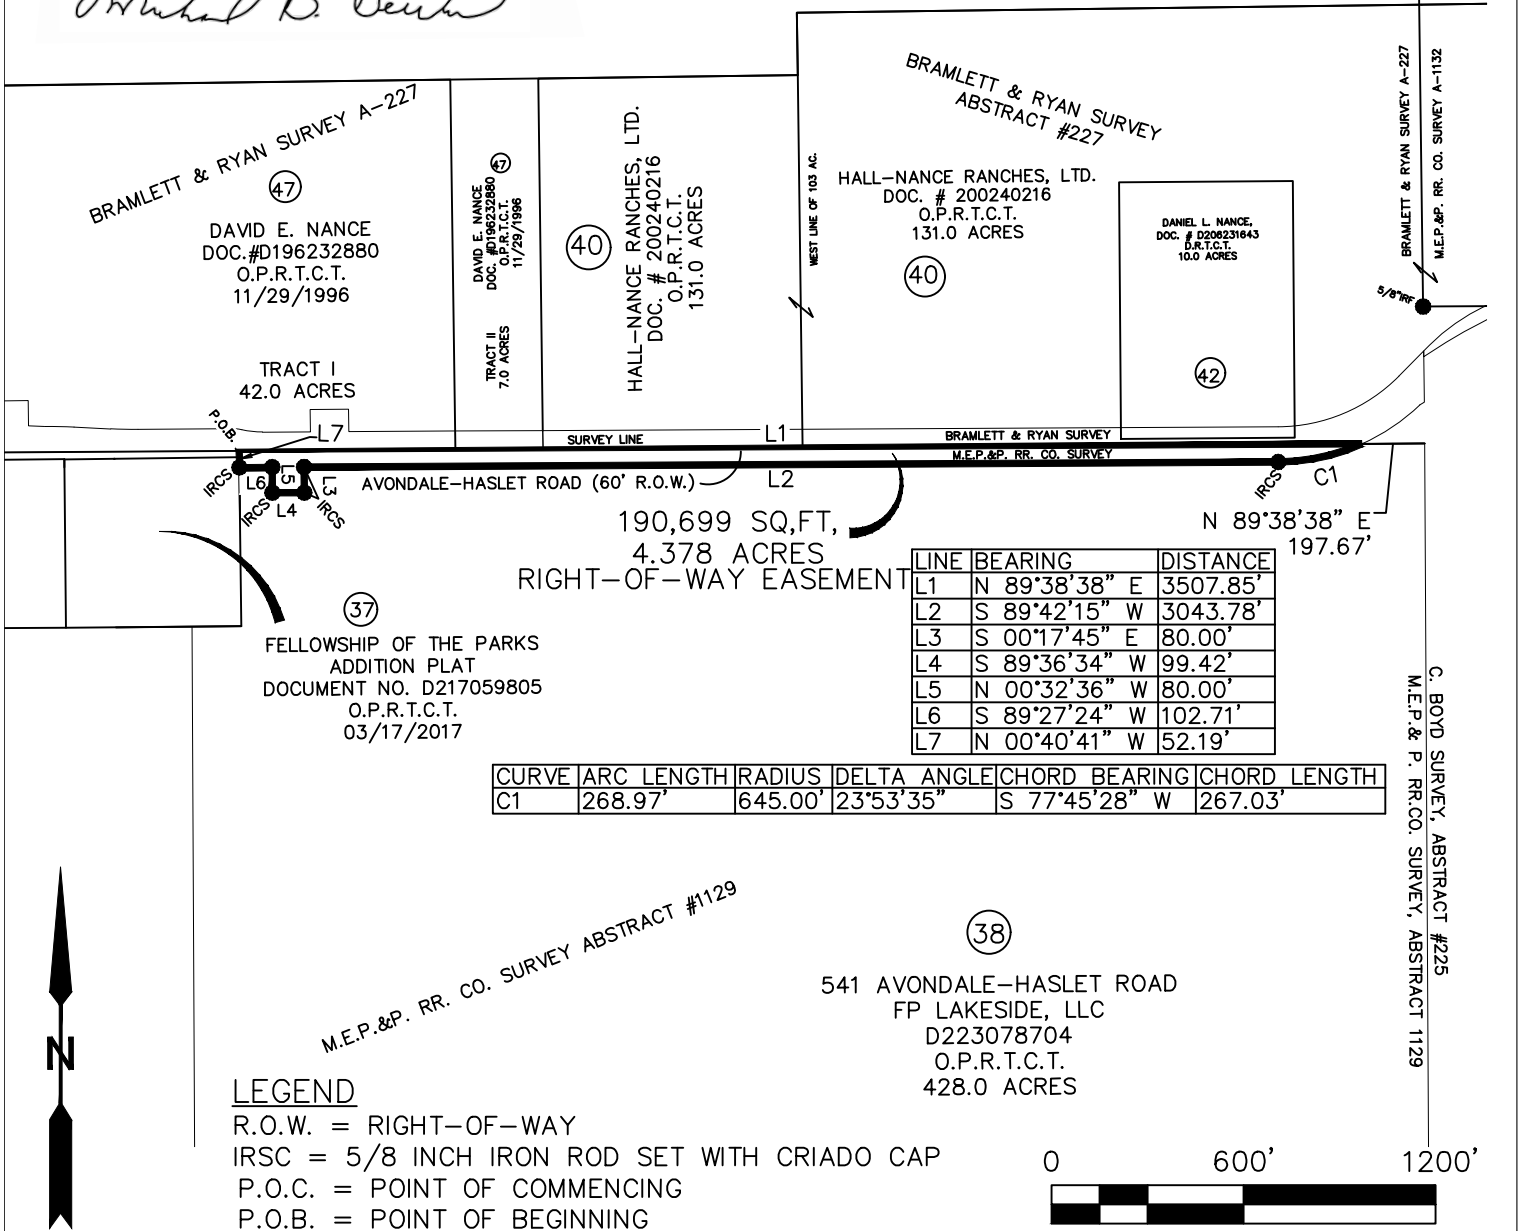 BRAMLETT & RYAN SURVEY A-227
47
DAVID E. NANCE
DOC.#D196232880
O.P.R.T.C.T.
11/29/1996
TRACT I
42.0 ACRES
DAVID E. NANCE
DOC. #D196232880
O.P.R.T.C.T.
11/29/1996
47
TRACT II
7.0 ACRES
40
HALL-NANCE RANCHES, LTD.
DOC. # 200240216
O.P.R.T.C.T.
131.0 ACRES
WEST LINE OF 103 AC.
BRAMLETT & RYAN SURVEY
ABSTRACT #227
HALL-NANCE RANCHES, LTD.
DOC. # 200240216
O.P.R.T.C.T.
131.0 ACRES
40
DANIEL L. NANCE,
DOC. # D206231643
D.R.T.C.T.
10.0 ACRES
42
BRAMLETT & RYAN SURVEY A-227
M.E.P.&P. RR. CO. SURVEY A-1132
5/8"IRF
P.O.B.
L7
SURVEY LINE
L1
BRAMLETT & RYAN SURVEY
M.E.P.&P. RR. CO. SURVEY
IRCS
L6
L5
L3
IRCS
L4
IRCS
AVONDALE-HASLET ROAD (60' R.O.W.)
L2
IRCS
C1
N 89°38'38" E
197.67'
190,699 SQ,FT,
4.378 ACRES
RIGHT-OF-WAY EASEMENT
LINE BEARING DISTANCE
L1 N 89°38'38" E 3507.85'
L2 S 89°42'15" W 3043.78'
L3 S 00°17'45" E 80.00'
L4 S 89°36'34" W 99.42'
L5 N 00°32'36" W 80.00'
L6 S 89°27'24" W 102.71'
L7 N 00°40'41" W 52.19'
37
FELLOWSHIP OF THE PARKS
ADDITION PLAT
DOCUMENT NO. D217059805
O.P.R.T.C.T.
03/17/2017
CURVE ARC LENGTH RADIUS DELTA ANGLE CHORD BEARING CHORD LENGTH
C1 268.97' 645.00' 23°53'35" S 77°45'28" W 267.03'
C. BOYD SURVEY, ABSTRACT #225
M.E.P.& P. RR.CO. SURVEY, ABSTRACT 1129
M.E.P.&P. RR. CO. SURVEY ABSTRACT #1129
38
541 AVONDALE-HASLET ROAD
FP LAKESIDE, LLC
D223078704
O.P.R.T.C.T.
428.0 ACRES
N
LEGEND
R.O.W. = RIGHT-OF-WAY
IRSC = 5/8 INCH IRON ROD SET WITH CRIADO CAP
P.O.C. = POINT OF COMMENCING
P.O.B. = POINT OF BEGINNING
0 600' 1200'